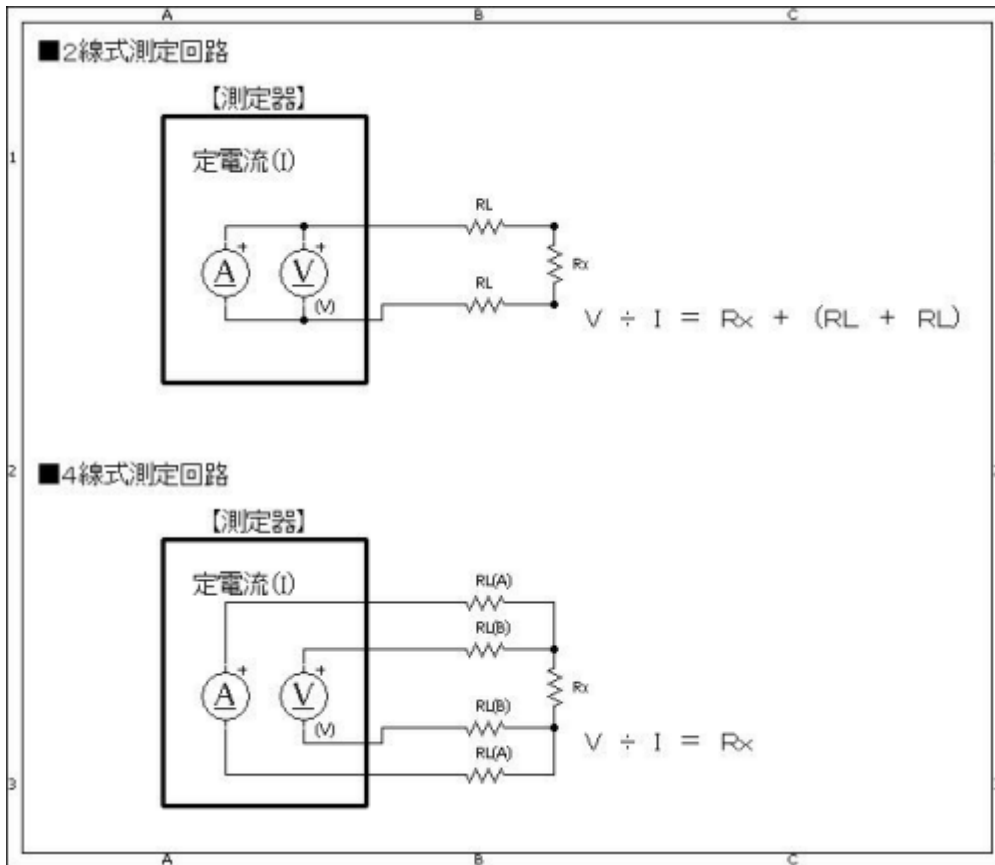 A B C
■2線式測定回路
【測定器】
1
定電流(I)
RL
+ +
A V
Rx
RL
(V)
V ÷ I = Rx + (RL + RL)
2
■4線式測定回路
【測定器】
定電流(I)
RL(A)
RL(B)
+ +
A V
Rx
RL(B)
(V)
V ÷ I = Rx
RL(A)
3
A B C